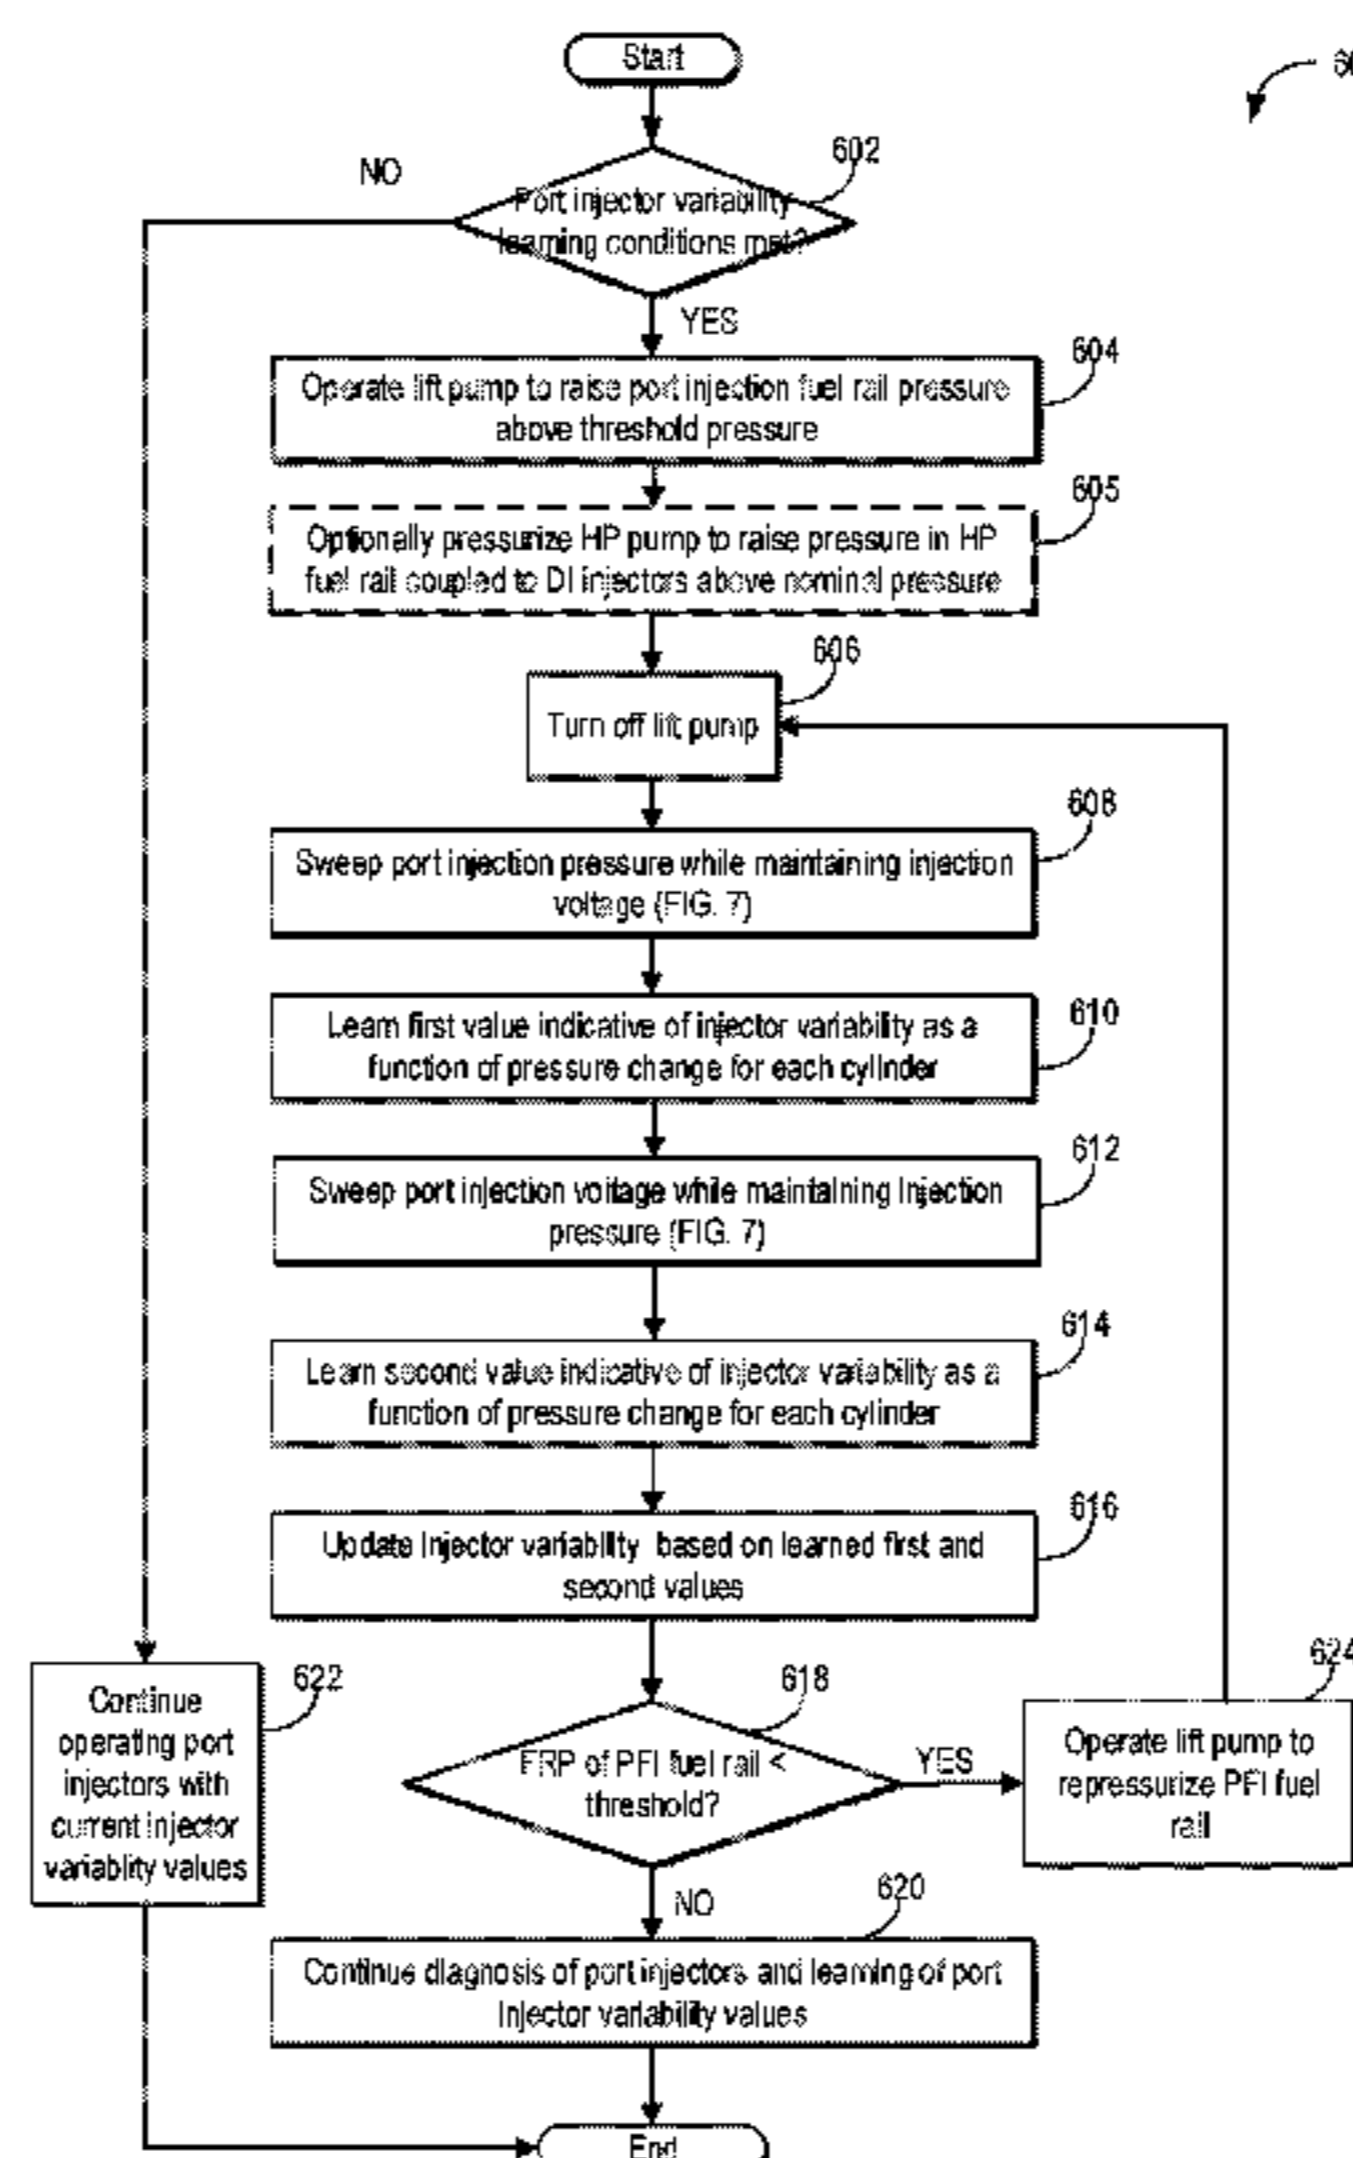 Start
60
602
NO
Port injector variability
learning conditions met?
YES
604
Operate lift pump to raise port injection fuel rail pressure
above threshold pressure
605
Optionally pressurize HP pump to raise pressure in HP
fuel rail coupled to DI injectors above nominal pressure
606
Turn off lift pump
608
Sweep port injection pressure while maintaining injection
voltage (FIG. 7)
610
Learn first value indicative of injector variability as a
function of pressure change for each cylinder
612
Sweep port injection voltage while maintaining Injection
pressure (FIG. 7)
614
Learn second value indicative of injector variability as a
function of pressure change for each cylinder
616
Update Injector variability based on learned first and
second values
622
Continue
operating port
injectors with
current injector
variablity values
618
FRP of PFI fuel rail <
threshold?
YES
624
Operate lift pump to
repressurize PFI fuel
rail
NO
620
Continue diagnosis of port injectors and learning of port
Injector variability values
End